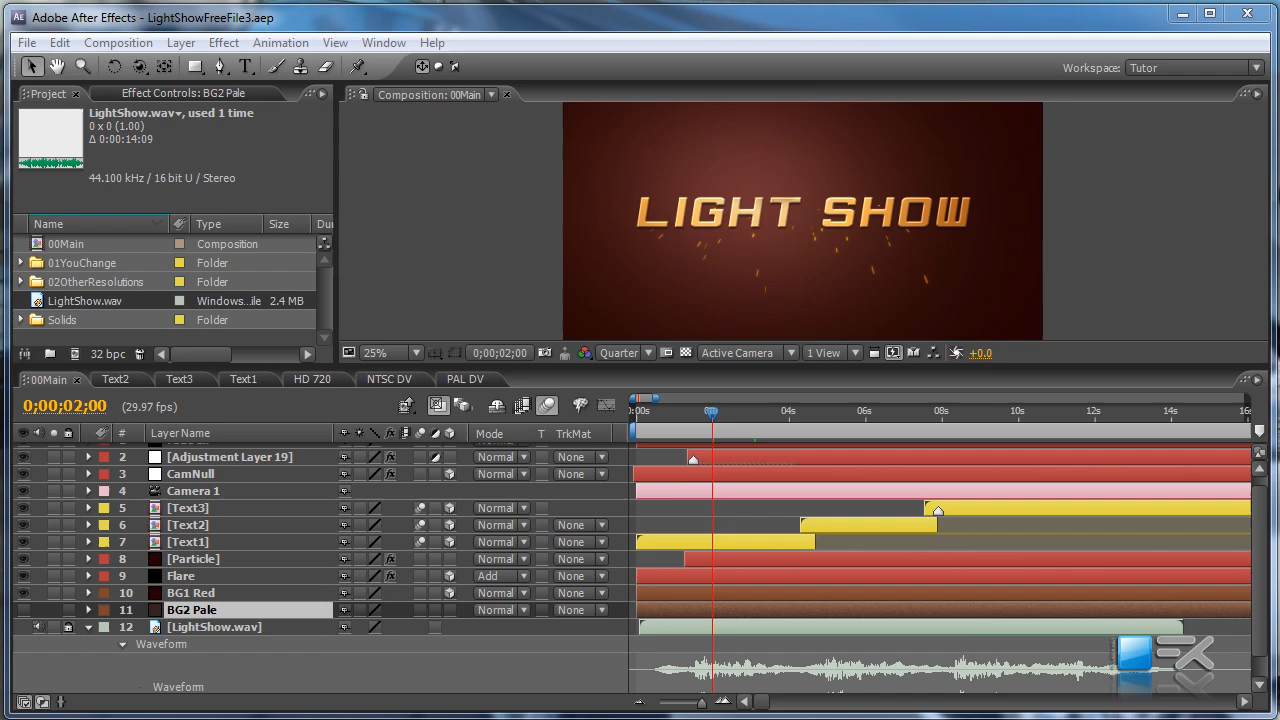 Adobe After Effects - LightShowFreeFile3.aep
File Edit Composition Layer Effect Animation View Window Help
Workspace: Tutor
Project Effect Controls: BG2 Pale
Composition: 00Main
LightShow.wav, used 1 time
0 x 0 (1.00)
Δ 0:00:14:09
44.100 kHz / 16 bit U / Stereo
LIGHT SHOW
Name Type Size Dur
00Main Composition
01YouChange Folder
02OtherResolutions Folder
LightShow.wav Windows...ile 2.4 MB
Solids Folder
32 bpc
25% 0;00;02;00 Quarter Active Camera 1 View +0.0
00Main Text2 Text3 Text1 HD 720 NTSC DV PAL DV
0;00;02;00 (29.97 fps)
:00s 04s 06s 08s 10s 12s 14s 16s
# Layer Name Mode T TrkMat
2 [Adjustment Layer 19] fx Normal None
3 CamNull fx Normal None
4 Camera 1
5 [Text3] Normal
6 [Text2] Normal None
7 [Text1] Normal None
8 [Particle] fx Normal None
9 Flare fx Add None
10 BG1 Red Normal None
11 BG2 Pale Normal None
12 [LightShow.wav]
Waveform
Waveform